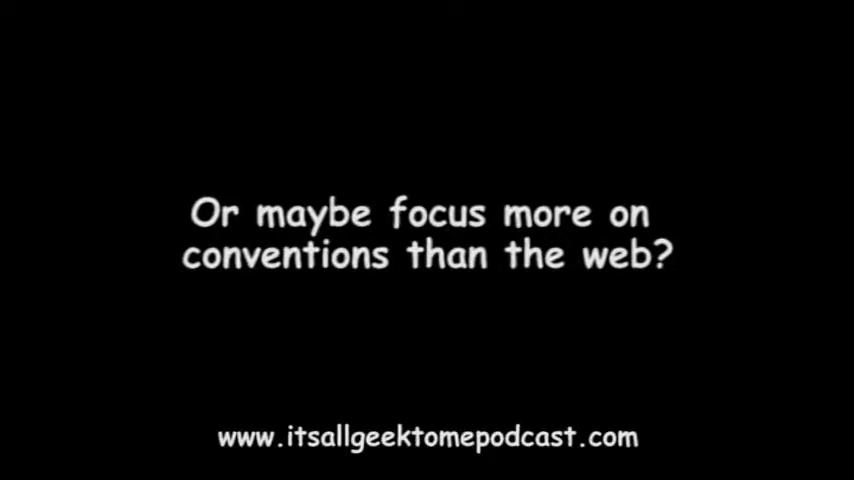 Or maybe focus more on
conventions than the web?
www.itsallgeektomepodcast.com